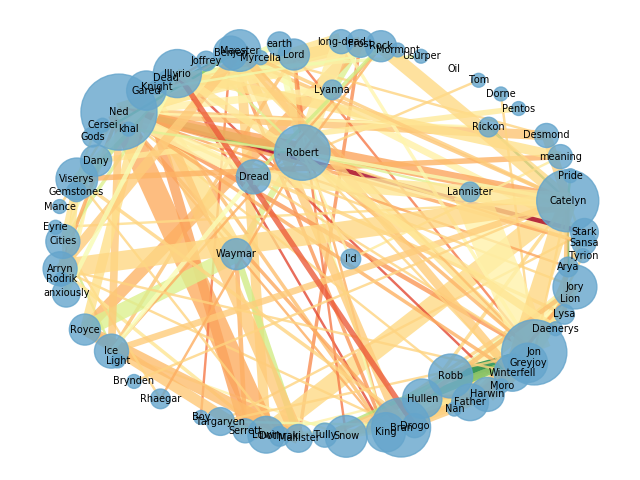 long-dead
Frost
Rock
Mormont
Usurper
earth
Lord
Maester
Benjen
Myrcella
Joffrey
Oil
Dead
Illyrio
Tom
Knight
Gared
Lyanna
Dorne
Pentos
Ned
Cersei
khal
Rickon
Gods
Desmond
Robert
meaning
Dany
Viserys
Dread
Pride
Gemstones
Lannister
Catelyn
Mance
Eyrie
Cities
Stark
Sansa
Waymar
I'd
Tyrion
Arryn
Rodrik
Arya
anxiously
Jory
Lion
Lysa
Royce
Daenerys
Ice
Light
Jon
Greyjoy
Winterfell
Brynden
Robb
Moro
Rhaegar
Hullen
Harwin
Father
Nan
Boy
Targaryen
Serrett
Dothraki
Mallister
Tully
Snow
King
Bran
Drogo